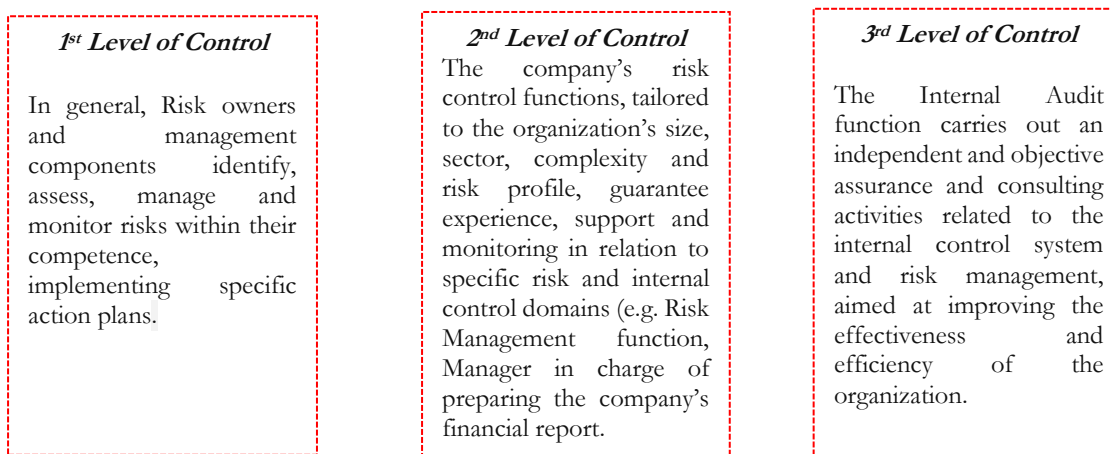 1st Level of Control
In general, Risk owners
and management
components identify,
assess, manage and
monitor risks within their
competence,
implementing specific
action plans.
2nd Level of Control
The company’s risk
control functions, tailored
to the organization’s size,
sector, complexity and
risk profile, guarantee
experience, support and
monitoring in relation to
specific risk and internal
control domains (e.g. Risk
Management function,
Manager in charge of
preparing the company’s
financial report.
3rd Level of Control
The Internal Audit
function carries out an
independent and objective
assurance and consulting
activities related to the
internal control system
and risk management,
aimed at improving the
effectiveness and
efficiency of the
organization.